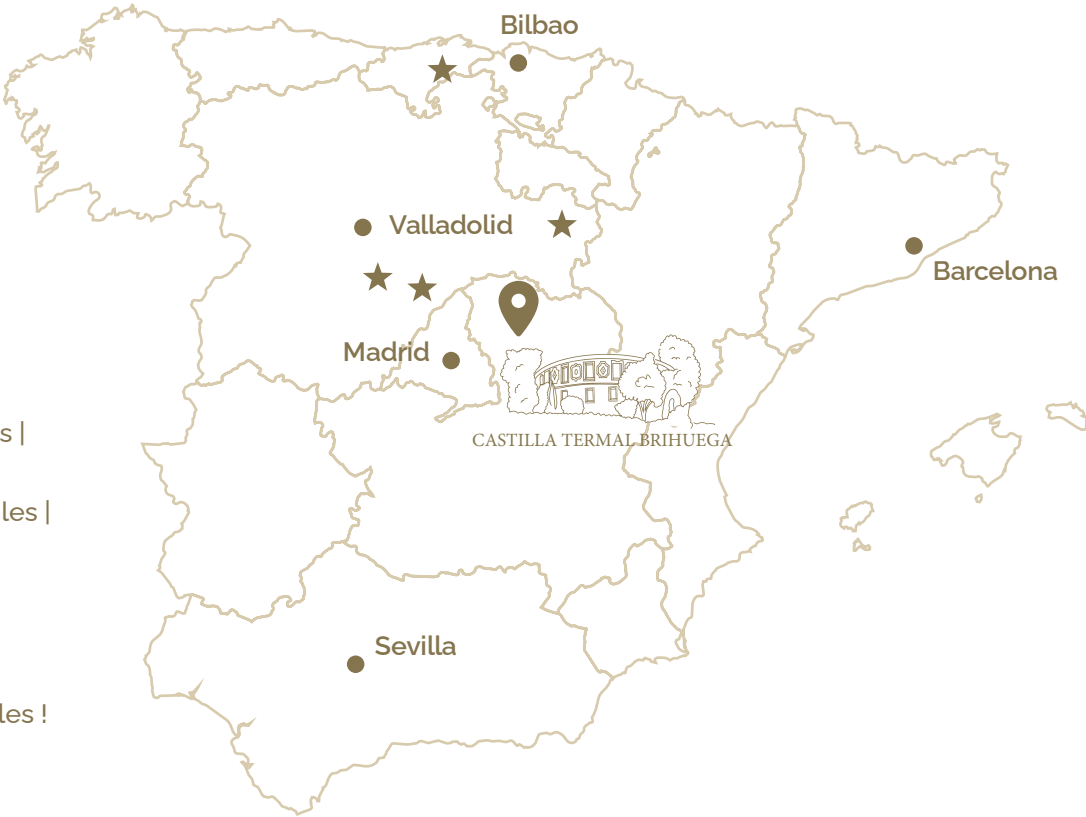 Bilbao
Valladolid
Barcelona
Madrid
s |
CASTILLA TERMAL BRIHUEGA
les |
Sevilla
les !